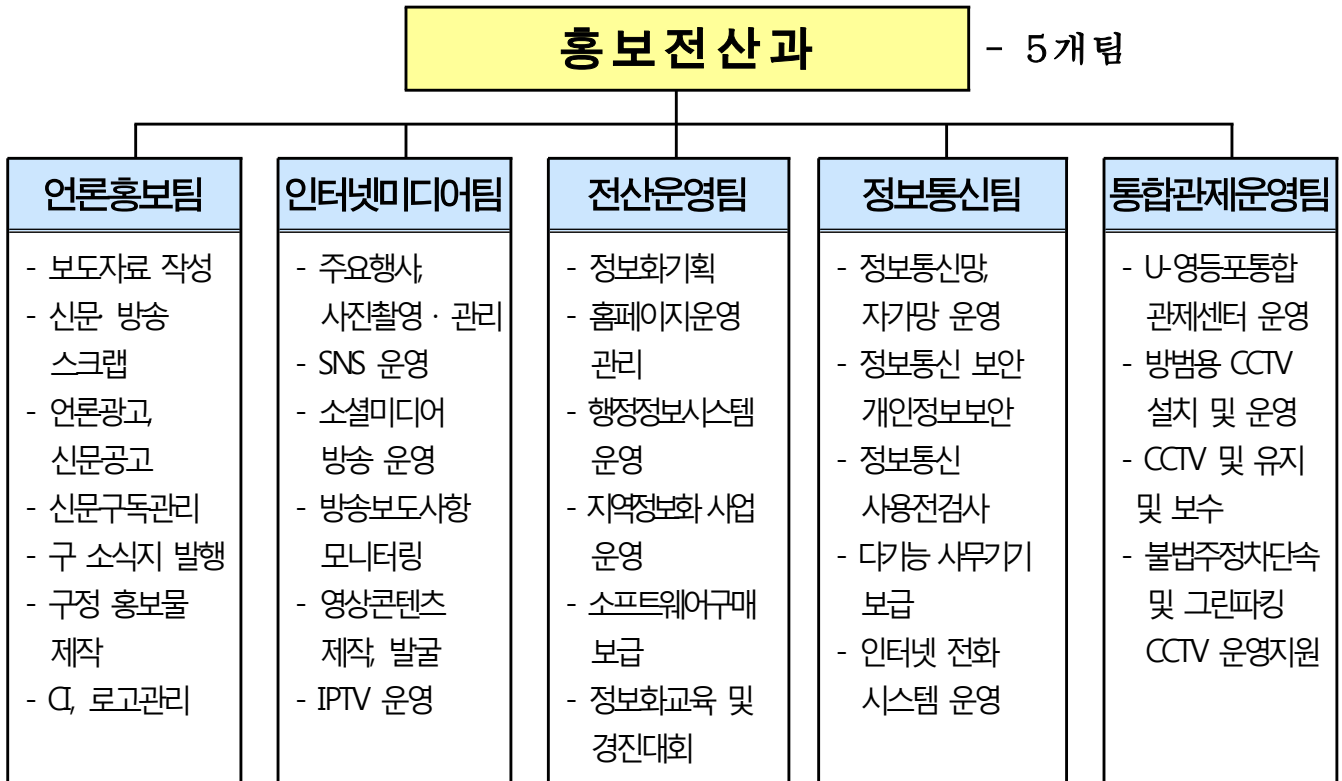 홍보전산과
- 5개팀
언론홍보팀
- 보도자료 작성
- 신문· 방송
스크랩
- 언론광고,
신문공고
- 신문구독관리
- 구 소식지 발행
- 구정 홍보물
제작
- CI, 로고관리
인터넷미디어팀
- 주요행사,
사진촬영 · 관리
- SNS 운영
- 소셜미디어
방송 운영
- 방송보도사항
모니터링
- 영상콘텐츠
제작, 발굴
- IPTV 운영
전산운영팀
- 정보화기획
- 홈페이지운영
관리
- 행정정보시스템
운영
- 지역정보화 사업
운영
- 소프트웨어구매
보급
- 정보화교육 및
경진대회
정보통신팀
- 정보통신망,
자가망 운영
- 정보통신 보안
개인정보보안
- 정보통신
사용전검사
- 다기능 사무기기
보급
- 인터넷 전화
시스템 운영
통합관제운영팀
- U-영등포통합
관제센터 운영
- 방범용 CCTV
설치 및 운영
- CCTV 및 유지
및 보수
- 불법주정차단속
및 그린파킹
CCTV 운영지원